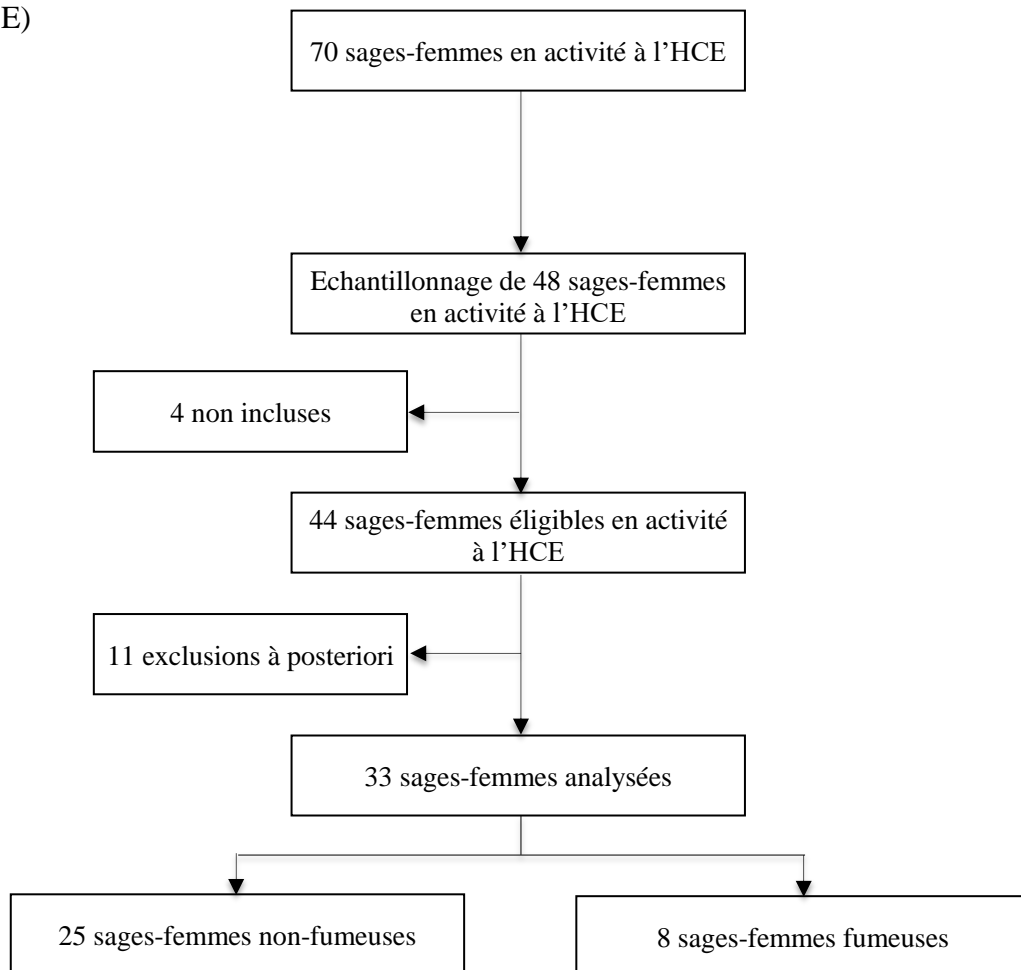 E)
70 sages-femmes en activité à l’HCE
Echantillonnage de 48 sages-femmes
en activité à l’HCE
4 non incluses
44 sages-femmes éligibles en activité
à l’HCE
11 exclusions à posteriori
33 sages-femmes analysées
25 sages-femmes non-fumeuses
8 sages-femmes fumeuses